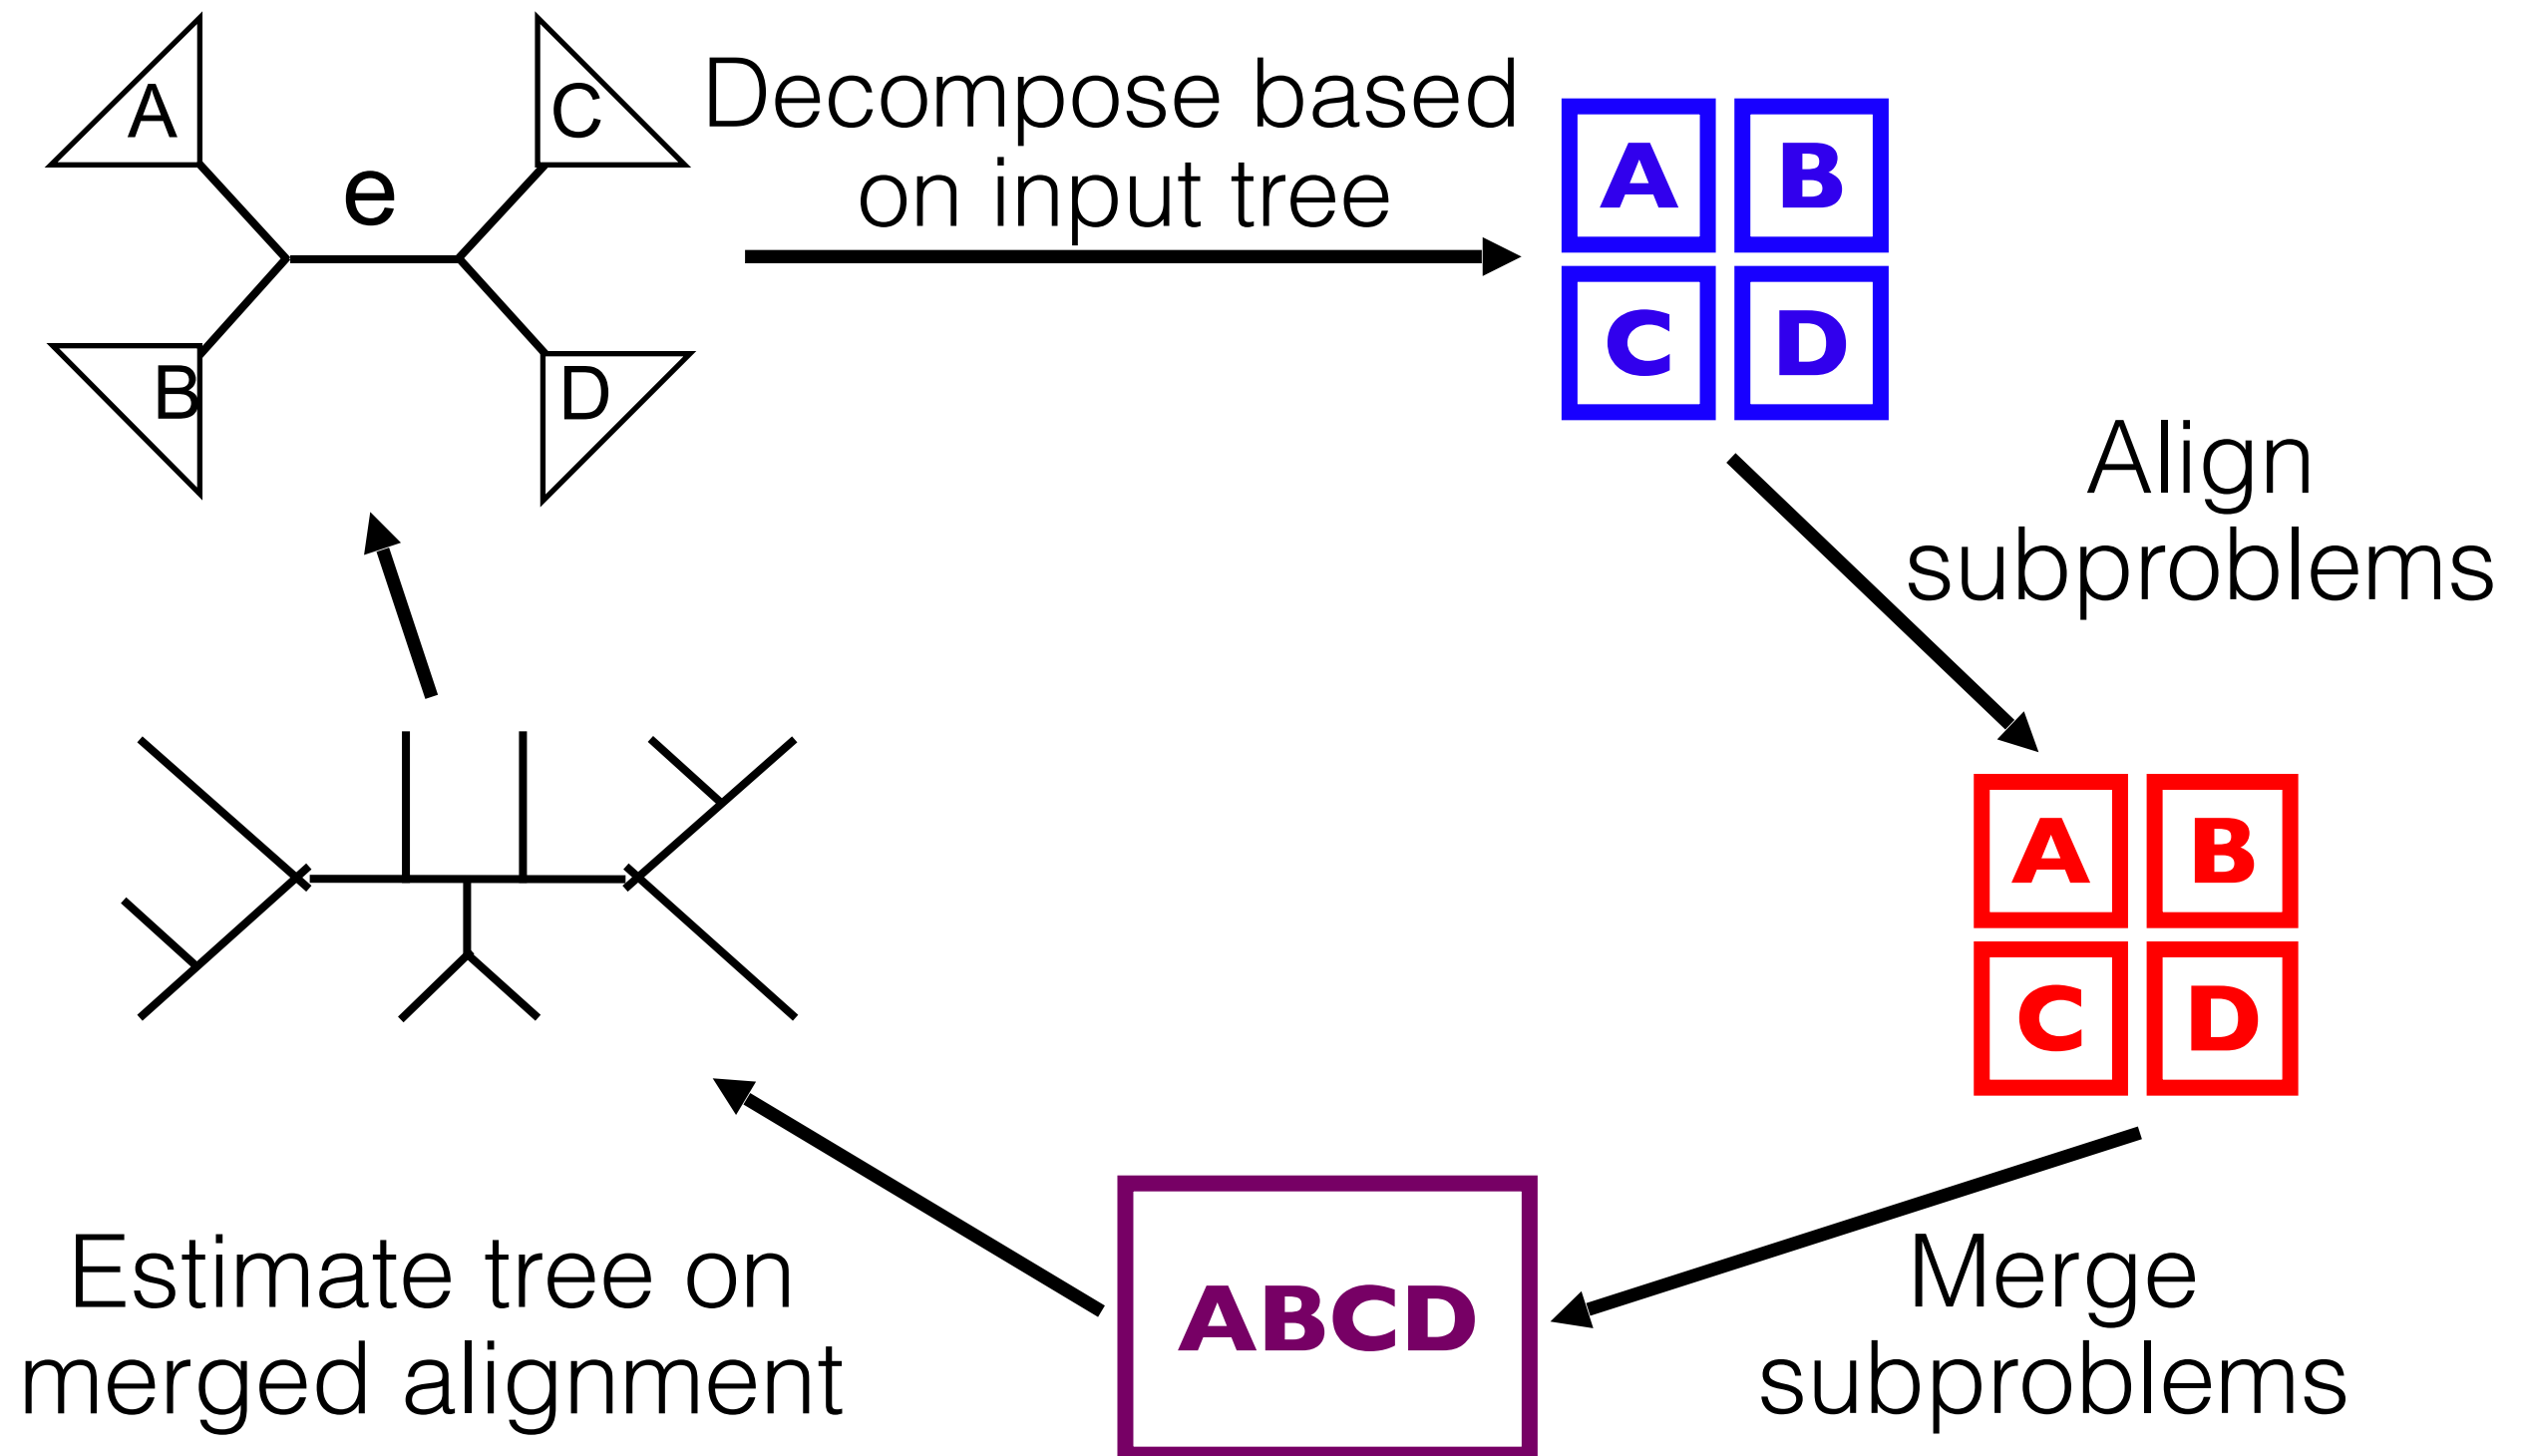 A
C
e
B
D
Decompose based
on input tree
A B
C D
Align
subproblems
A B
C D
Merge
subproblems
ABCD
Estimate tree on
merged alignment